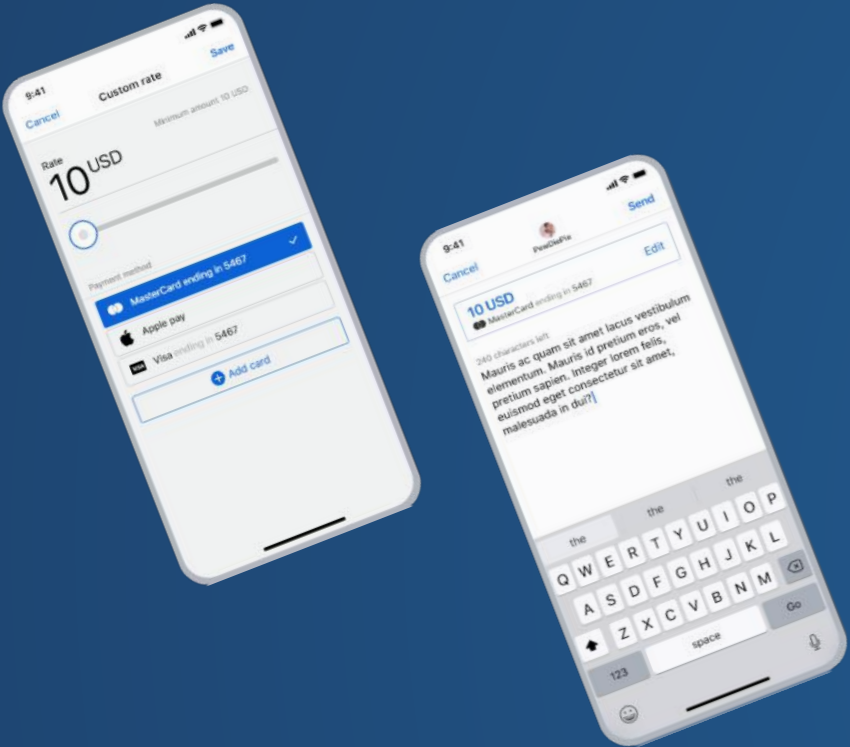 9:41
Cancel
Custom rate
Save
Minimum amount 10 USD
Rate
10 USD
Payment method
MasterCard ending in 5467
Apple pay
VISA
Visa ending in 5467
Add card
9:41
Cancel
PewDiePie
Send
10 USD
Edit
MasterCard ending in 5467
240 characters left
Mauris ac quam sit amet lacus vestibulum
elementum. Mauris id pretium eros, vel
pretium sapien. Integer lorem felis,
euismod eget consectetur sit amet,
malesuada in dui?
the the the
Q W E R T Y U I O P
A S D F G H J K L
Z X C V B N M
123 space Go